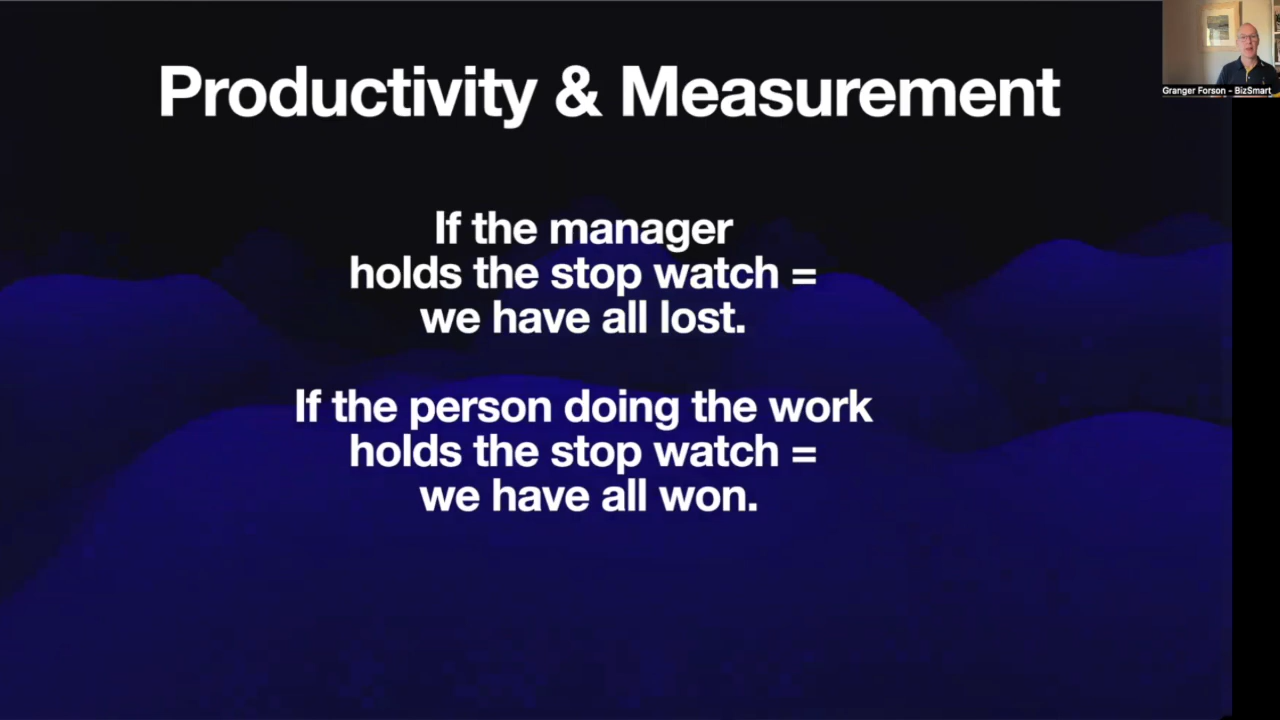 Productivity & Measurement
Granger Forson - BizSmart
If the manager
holds the stop watch =
we have all lost.
If the person doing the work
holds the stop watch =
we have all won.